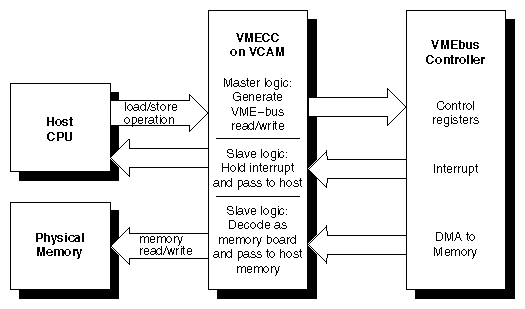 VMECC
on VCAM
VMEbus
Controller
Host
CPU
load/store
operation
Master logic:
Generate
VME–bus
read/write
Control
registers
Slave logic:
Hold interrupt
and pass to host
Interrupt
Physical
Memory
memory
read/write
Slave logic:
Decode as
memory board
and pass to host
memory
DMA to
Memory